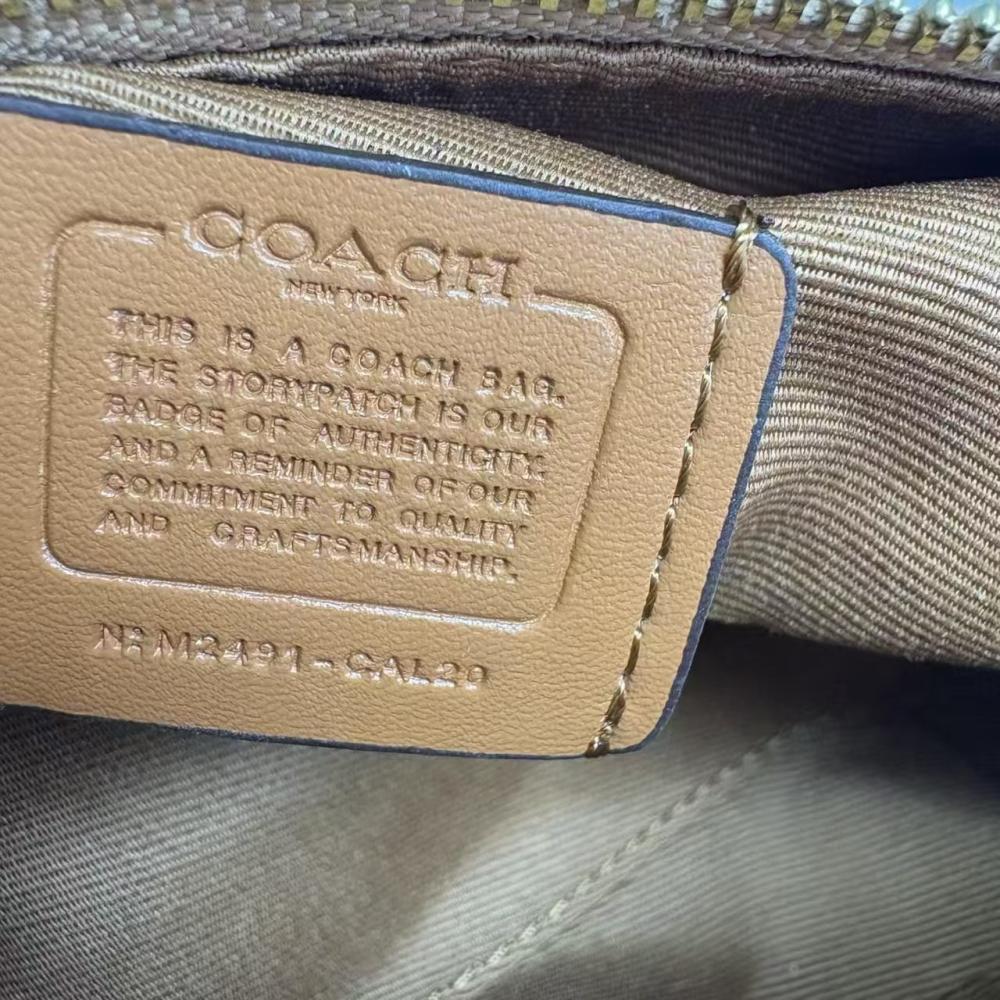 COACH
NEW YORK
THIS IS A COACH BAG.
THE STORYPATCH IS OUR
BADGE OF AUTHENTICITY,
AND A REMINDER OF OUR
COMMITMENT TO QUALITY
AND CRAFTSMANSHIP.
Nº M2491-CAL20